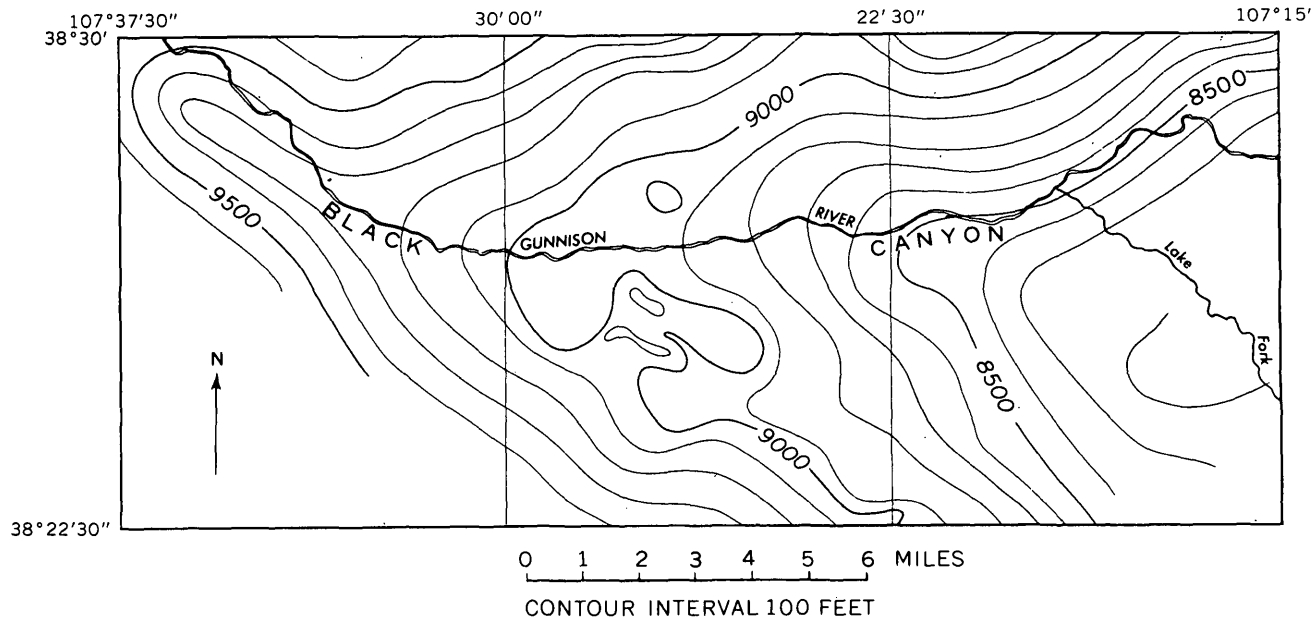 107°37'30" 30'00" 22'30" 107°15'
38°30'
8500
9000
9500
BLACK
GUNNISON
RIVER
CANYON
Lake
Fork
N
8500
9000
38°22'30"
0 1 2 3 4 5 6 MILES
CONTOUR INTERVAL 100 FEET